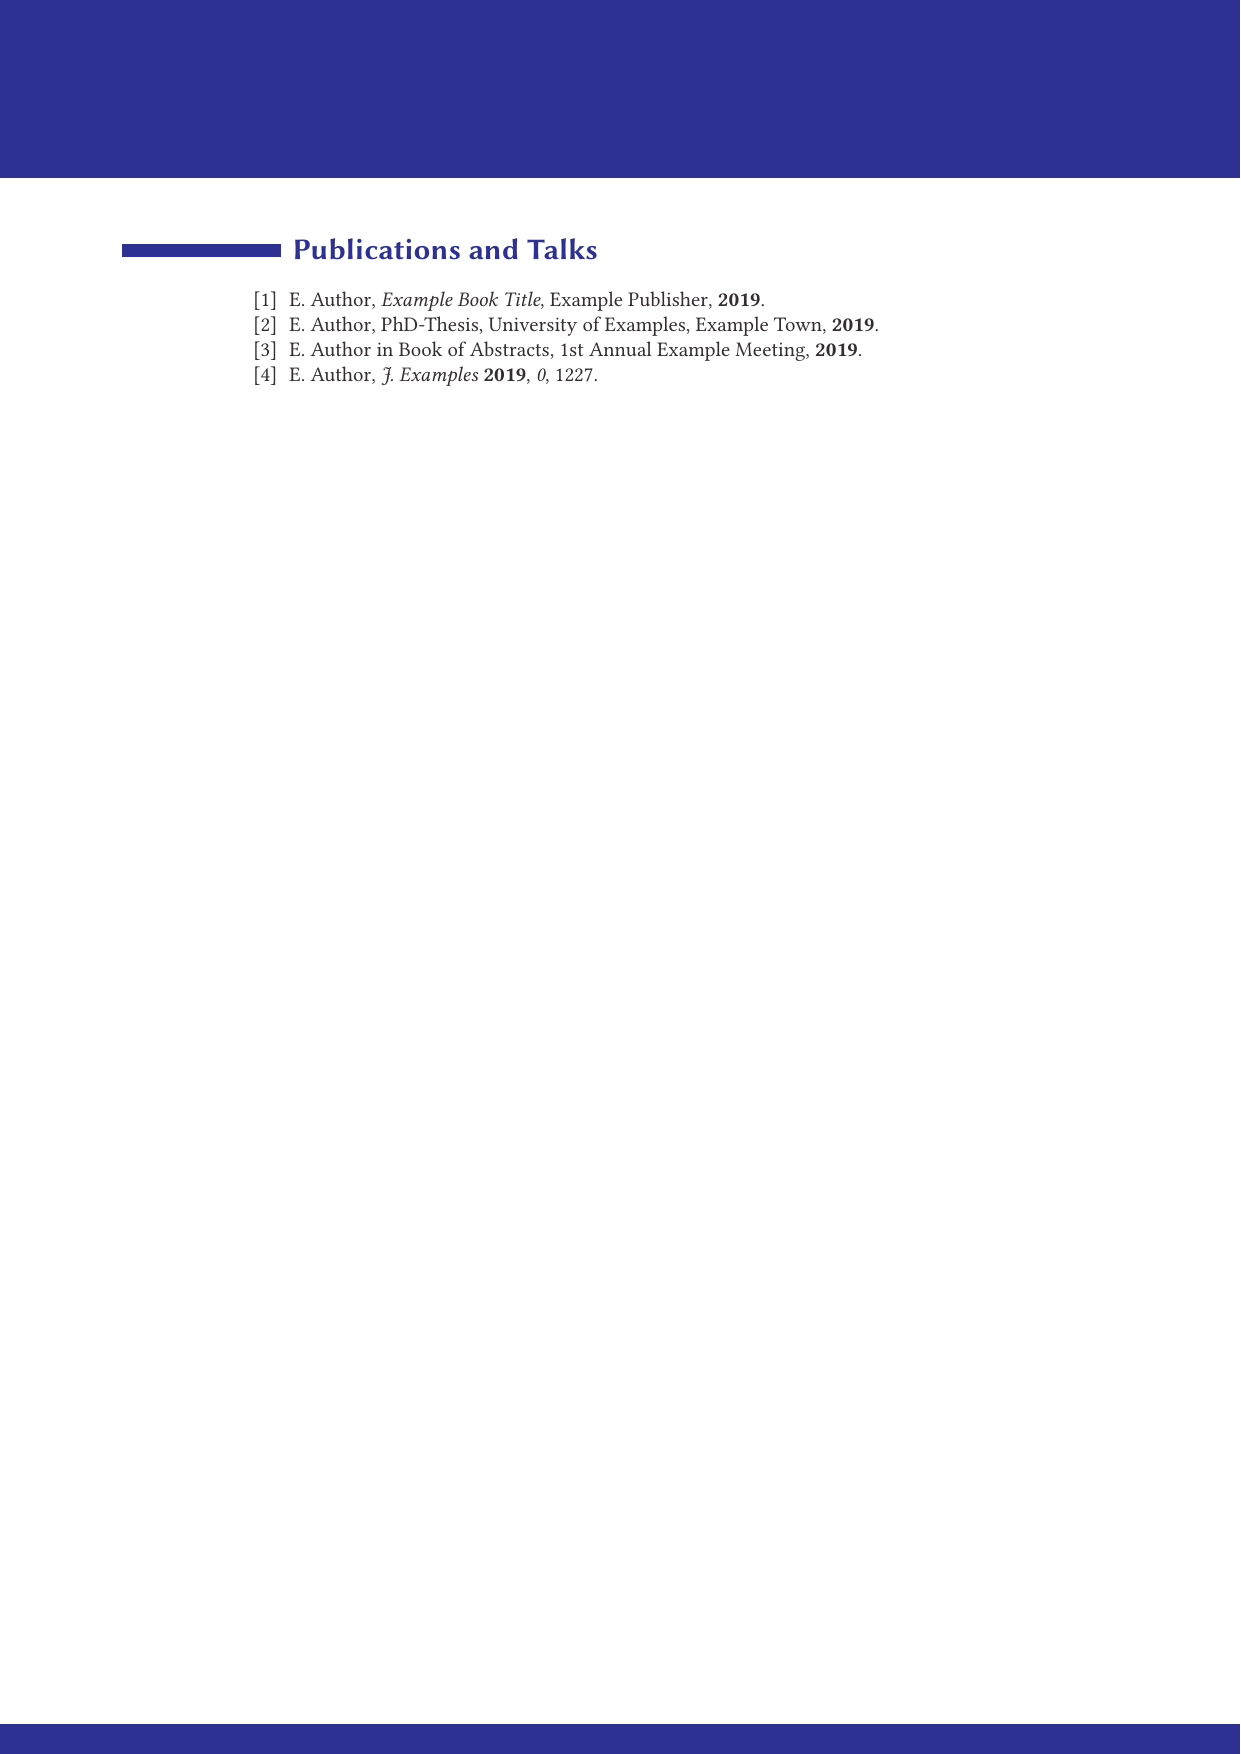 Publications and Talks
[1] E. Author, Example Book Title, Example Publisher, 2019.
[2] E. Author, PhD-Thesis, University of Examples, Example Town, 2019.
[3] E. Author in Book of Abstracts, 1st Annual Example Meeting, 2019.
[4] E. Author, J. Examples 2019, 0, 1227.